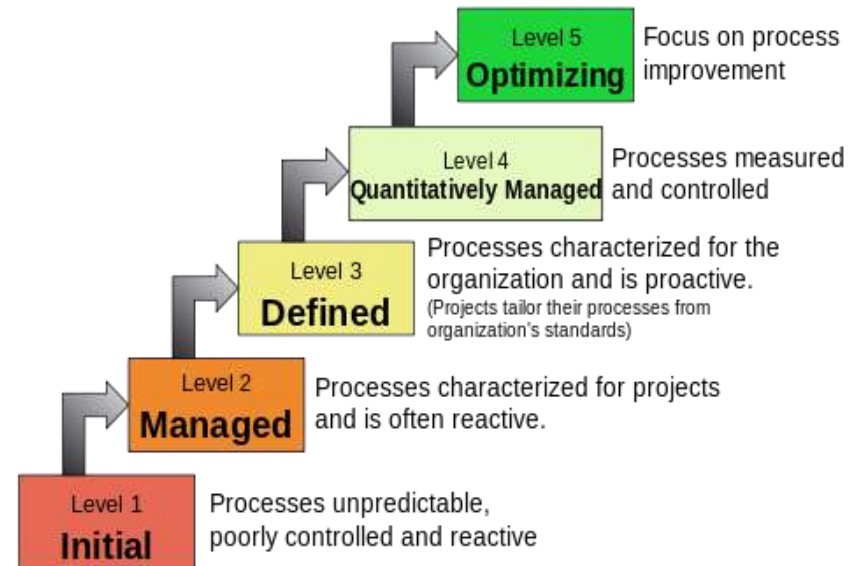 Level 5
Optimizing
Focus on process
improvement
Level 4
Quantitatively Managed
Processes measured
and controlled
Level 3
Defined
Processes characterized for the
organization and is proactive.
(Projects tailor their processes from
organization's standards)
Level 2
Managed
Processes characterized for projects
and is often reactive.
Level 1
Initial
Processes unpredictable,
poorly controlled and reactive